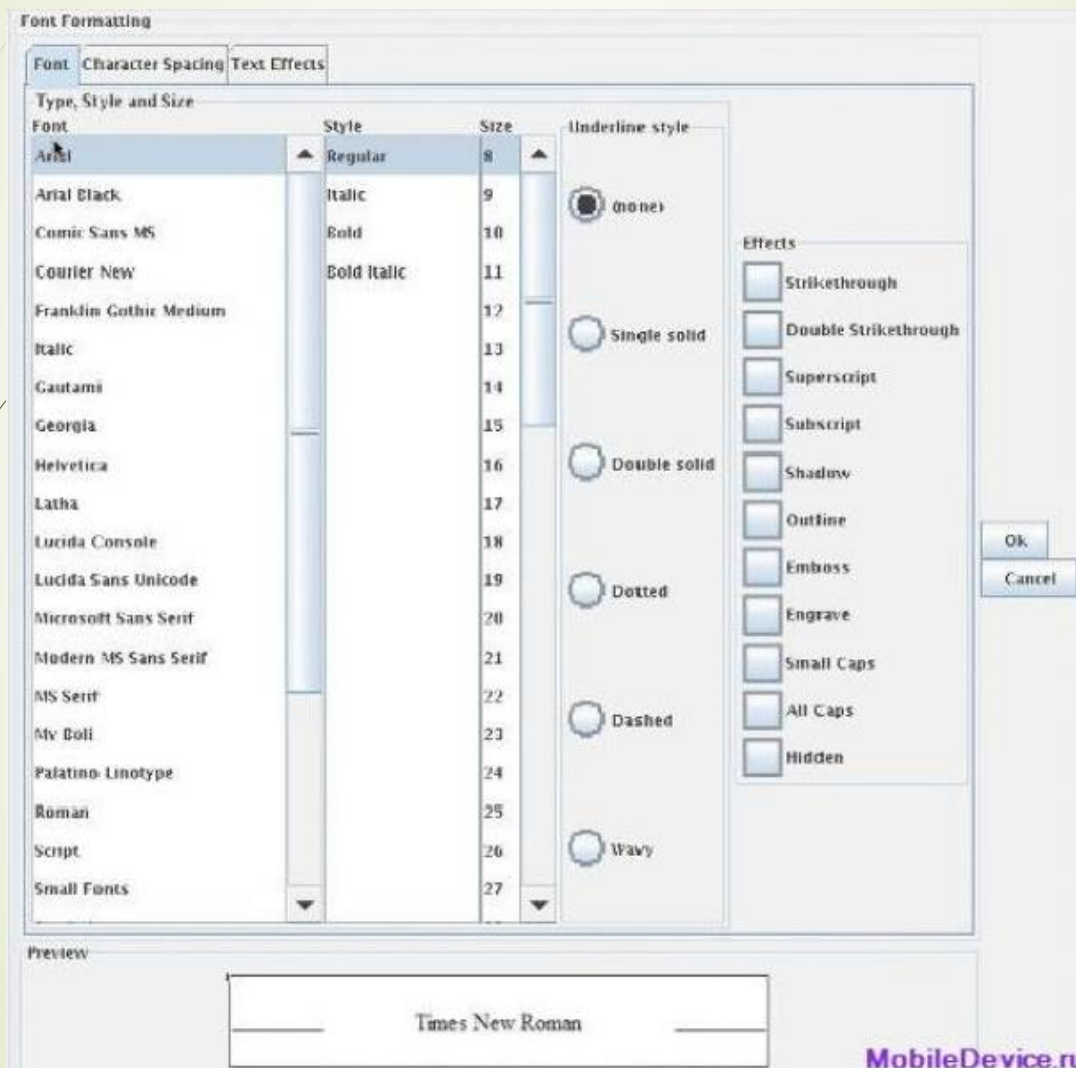 Font Formatting
Font Character Spacing Text Effects
Type, Style and Size
Font
Arial
Arial Black
Comic Sans MS
Courier New
Franklin Gothic Medium
Italic
Gautami
Georgia
Helvetica
Latha
Lucida Console
Lucida Sans Unicode
Microsoft Sans Serif
Modern MS Sans Serif
MS Serif
Mv Boli
Palatino Linotype
Roman
Script
Small Fonts
Style
Regular
Italic
Bold
Bold Italic
Size
8
9
10
11
12
13
14
15
16
17
18
19
20
21
22
23
24
25
26
27
Underline style
(none)
Single solid
Double solid
Dotted
Dashed
Wavy
Effects
Strikethrough
Double Strikethrough
Superscript
Subscript
Shadow
Outline
Emboss
Engrave
Small Caps
All Caps
Hidden
Ok
Cancel
Preview
Times New Roman
MobileDevice.ru